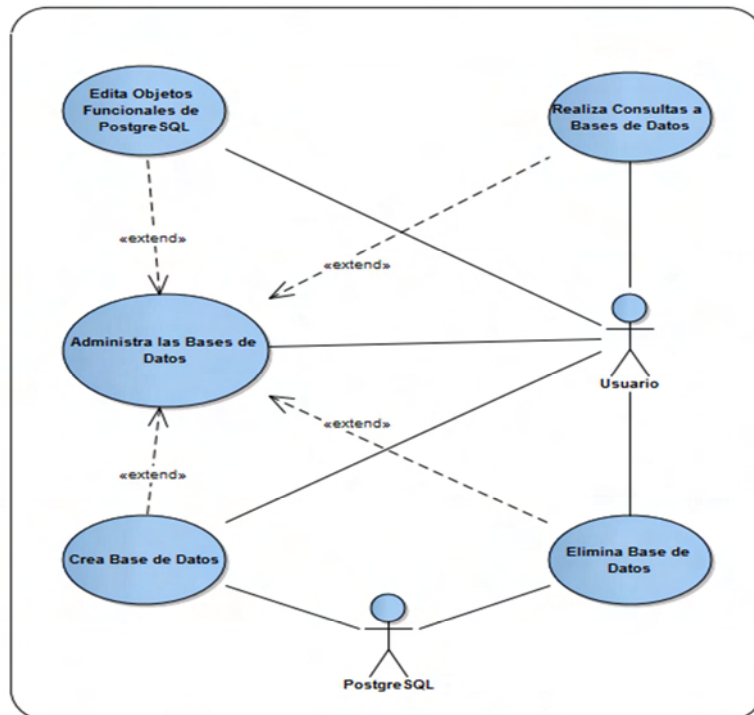 Edita Objetos
Funcionales de
PostgreSQL
Realiza Consultas a
Bases de Datos
«extend»
«extend»
Administra las Bases de
Datos
Usuario
«extend»
«extend»
Crea Base de Datos
Elimina Base de
Datos
PostgreSQL